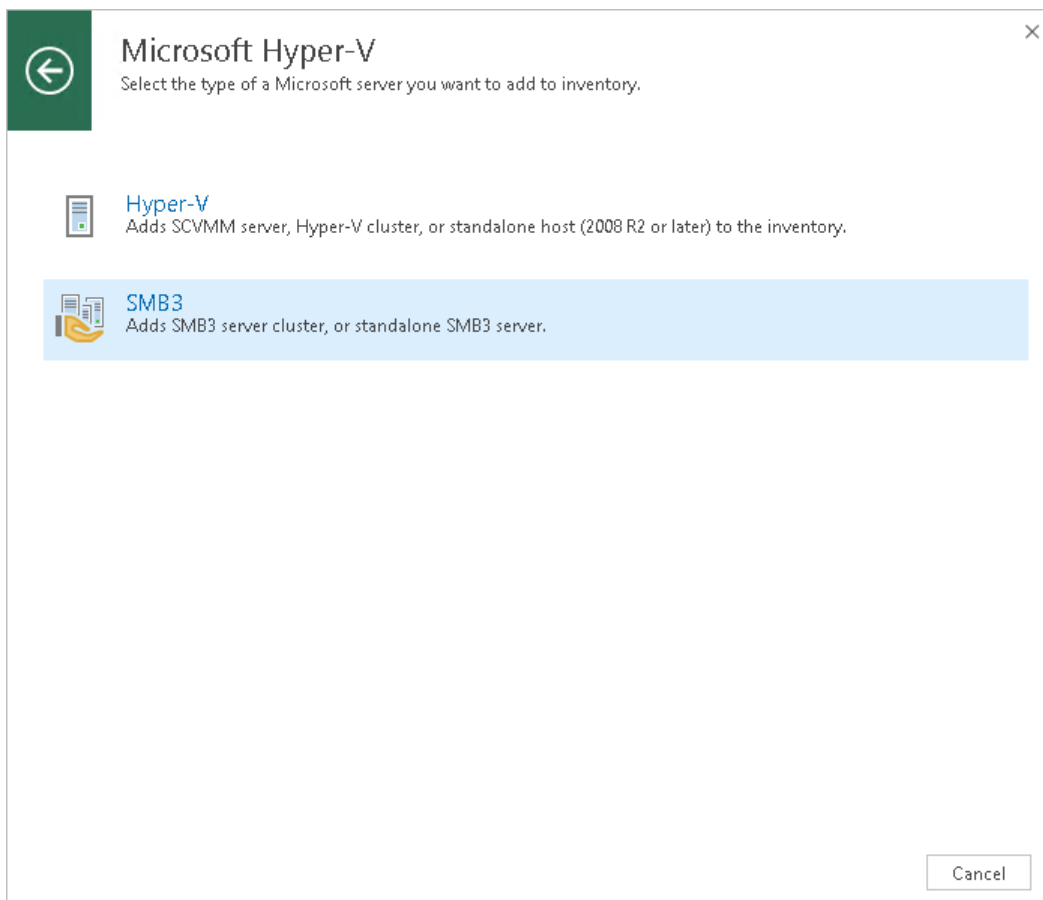 Microsoft Hyper-V
Select the type of a Microsoft server you want to add to inventory.
Hyper-V
Adds SCVMM server, Hyper-V cluster, or standalone host (2008 R2 or later) to the inventory.
SMB3
Adds SMB3 server cluster, or standalone SMB3 server.
Cancel